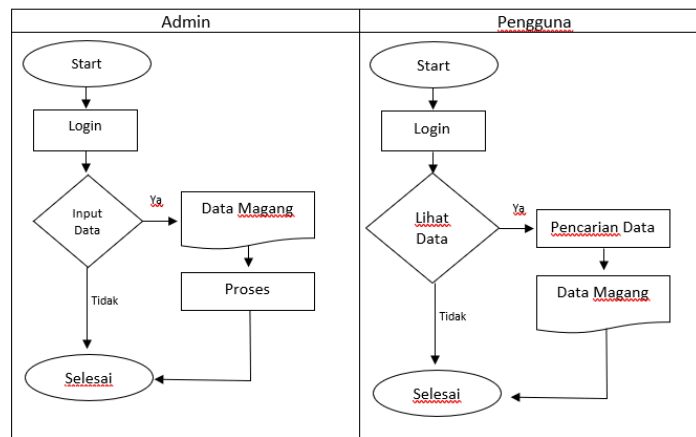 Admin
Start
Login
Input
Data
Ya
Data Magang
Proses
Tidak
Selesai
Pengguna
Start
Login
Lihat
Data
Ya
Pencarian Data
Data Magang
Tidak
Selesai